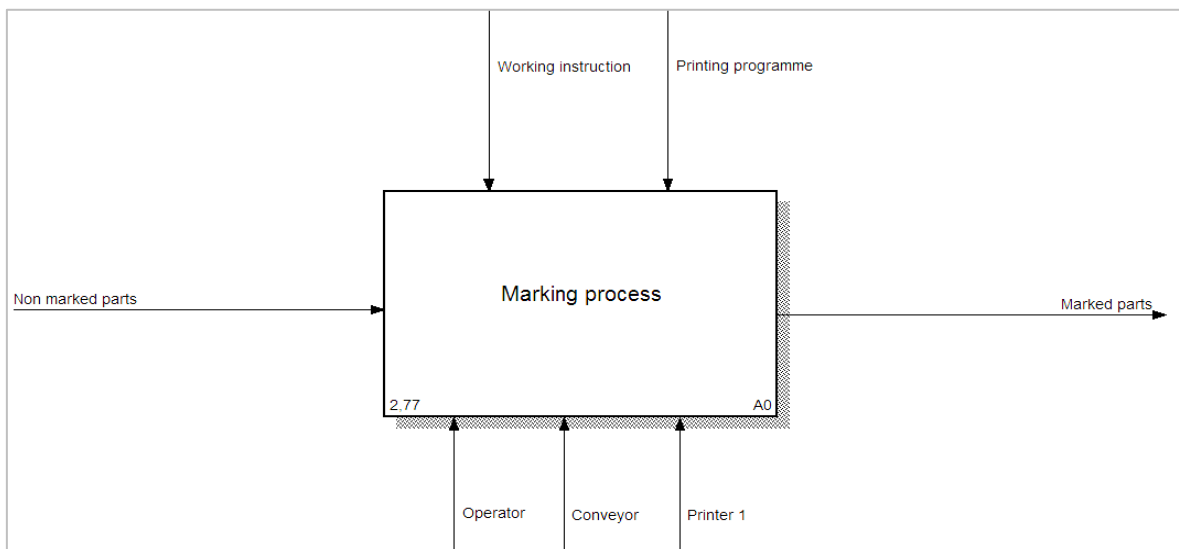 Working instruction
Printing programme
Non marked parts
Marking process
Marked parts
2,77
A0
Operator
Conveyor
Printer 1